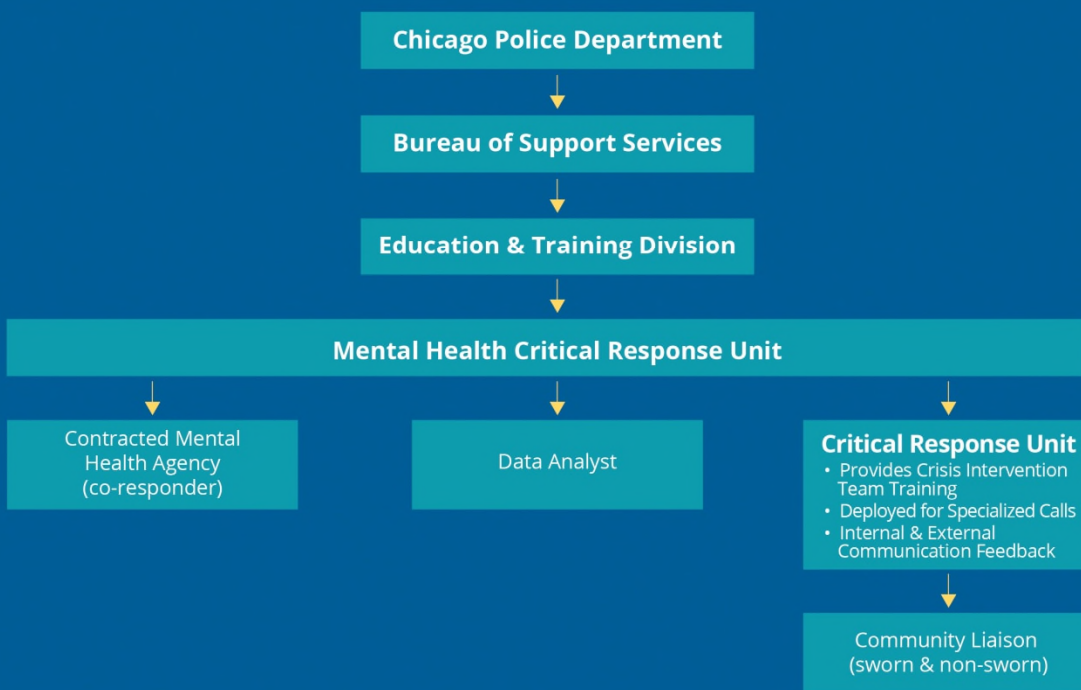 Chicago Police Department
Bureau of Support Services
Education & Training Division
Mental Health Critical Response Unit
Contracted Mental
Health Agency
(co-responder)
Data Analyst
Critical Response Unit
• Provides Crisis Intervention
Team Training
• Deployed for Specialized Calls
• Internal & External
Communication Feedback
Community Liaison
(sworn & non-sworn)